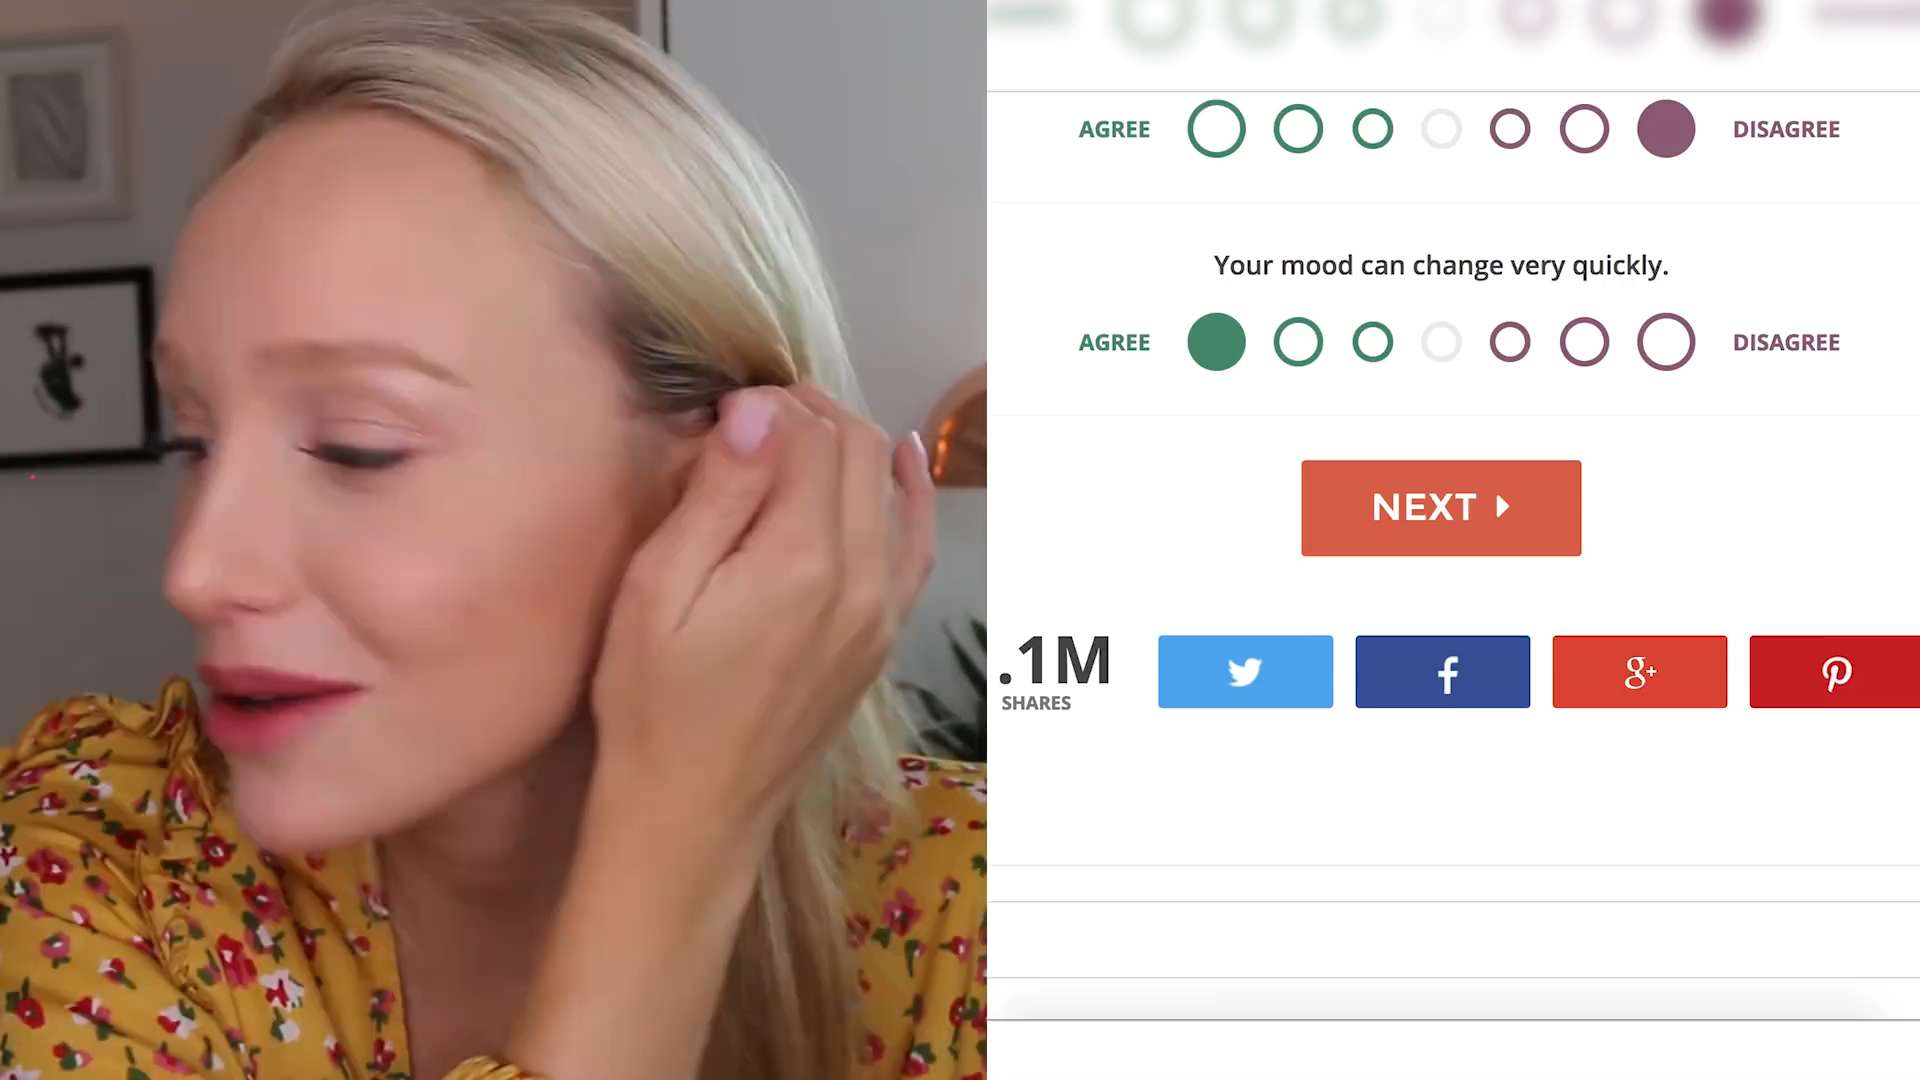 AGREE DISAGREE
Your mood can change very quickly.
AGREE DISAGREE
NEXT
.1M
SHARES
g+